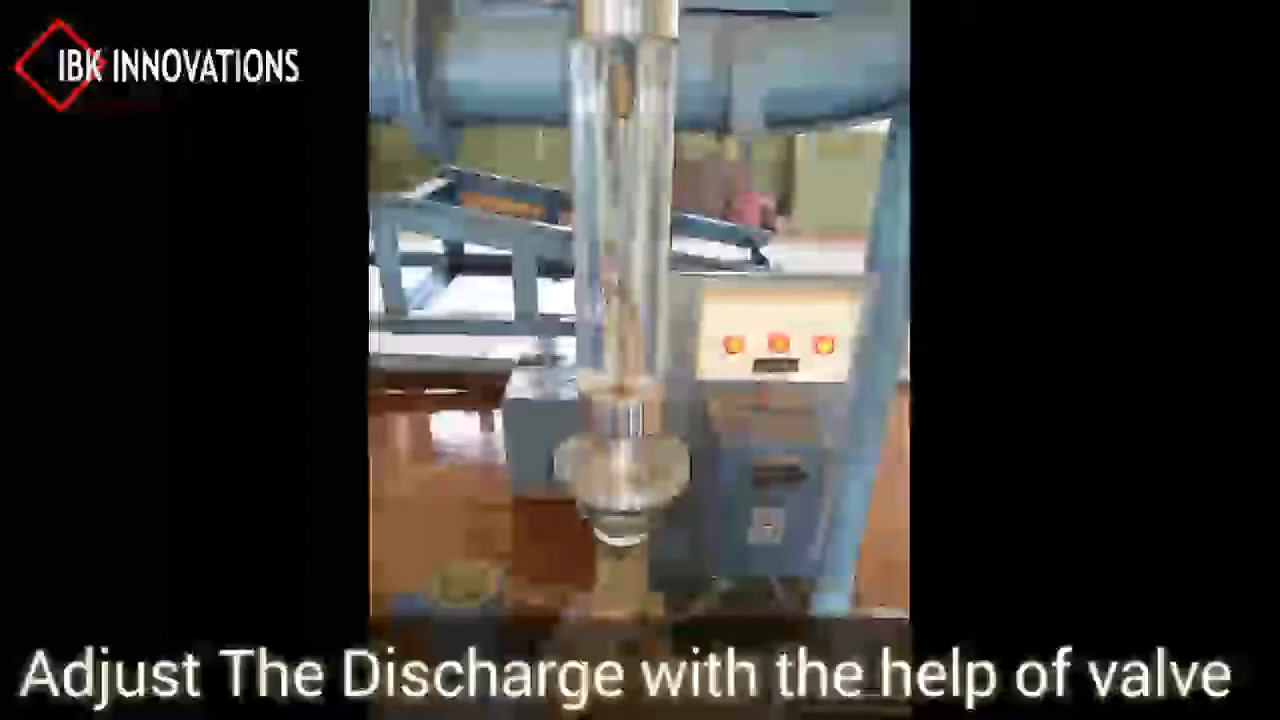 IBK INNOVATIONS
Adjust The Discharge with the help of valve